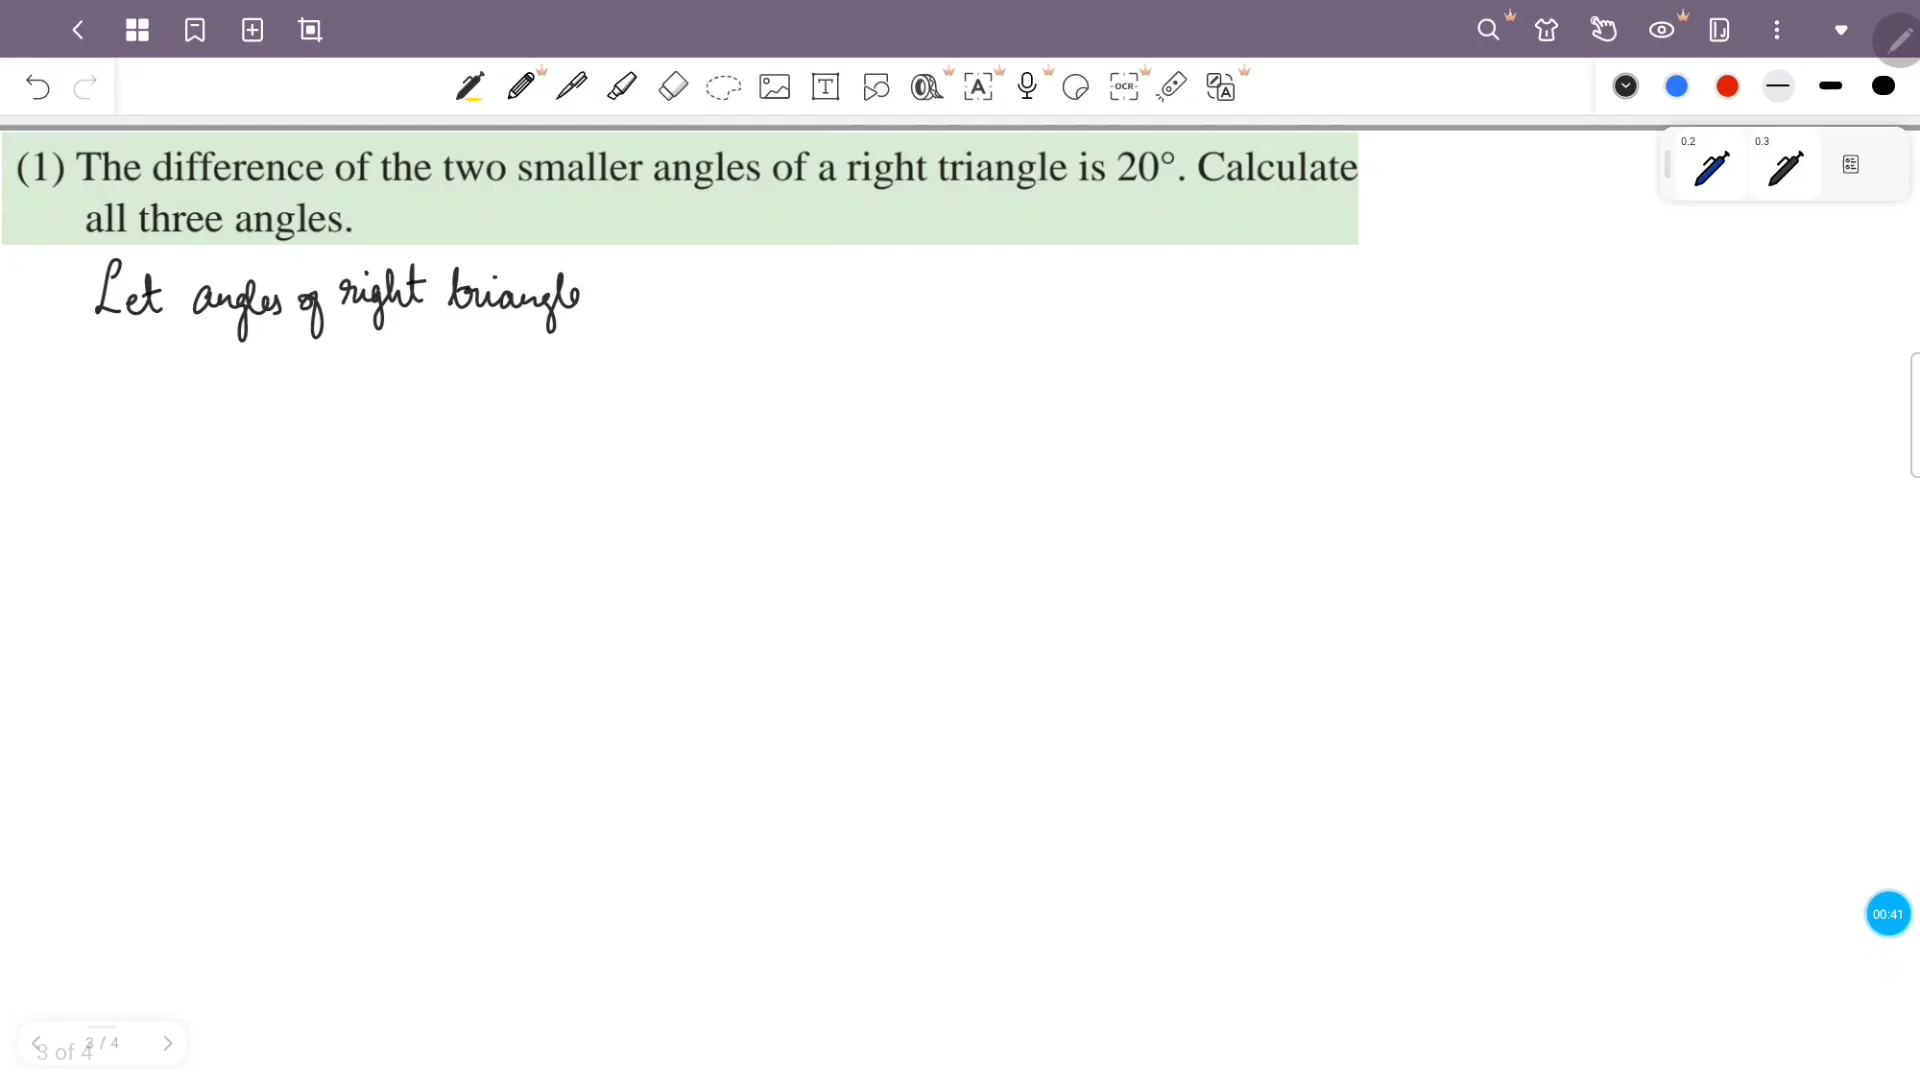 0.2
0.3
OCR
(1) The difference of the two smaller angles of a right triangle is 20°. Calculate
all three angles.
Let angles of right triangle
00:41
3 / 4
3 of 4